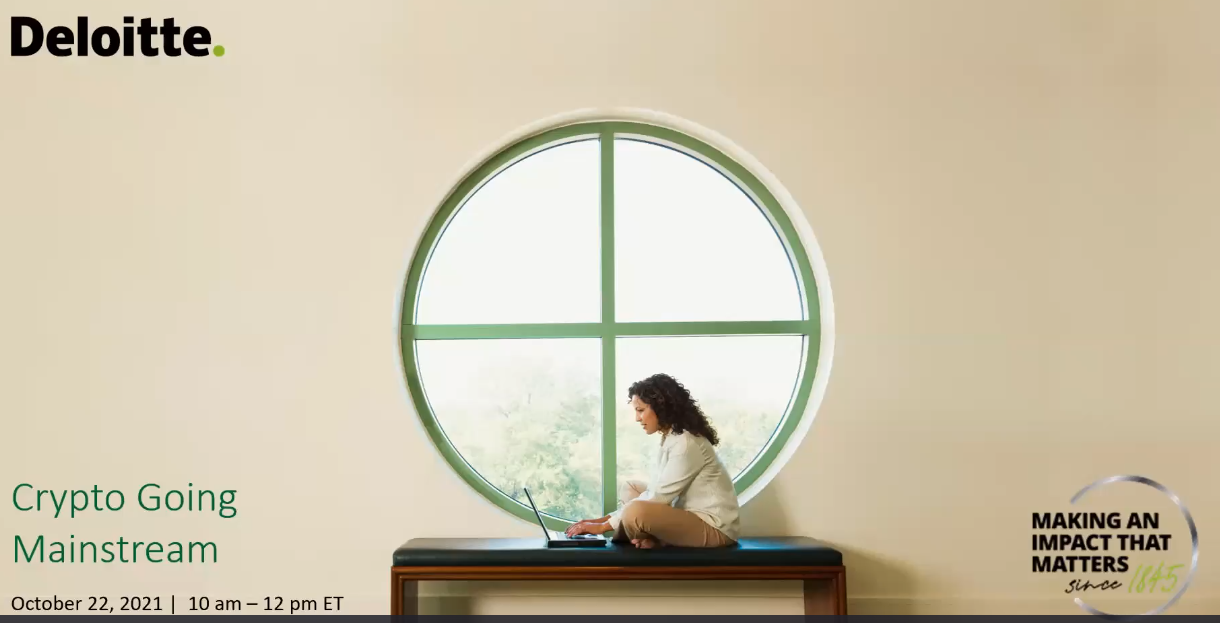 Deloitte.
Crypto Going
Mainstream
October 22, 2021 | 10 am – 12 pm ET
MAKING AN
IMPACT THAT
MATTERS
since 1845